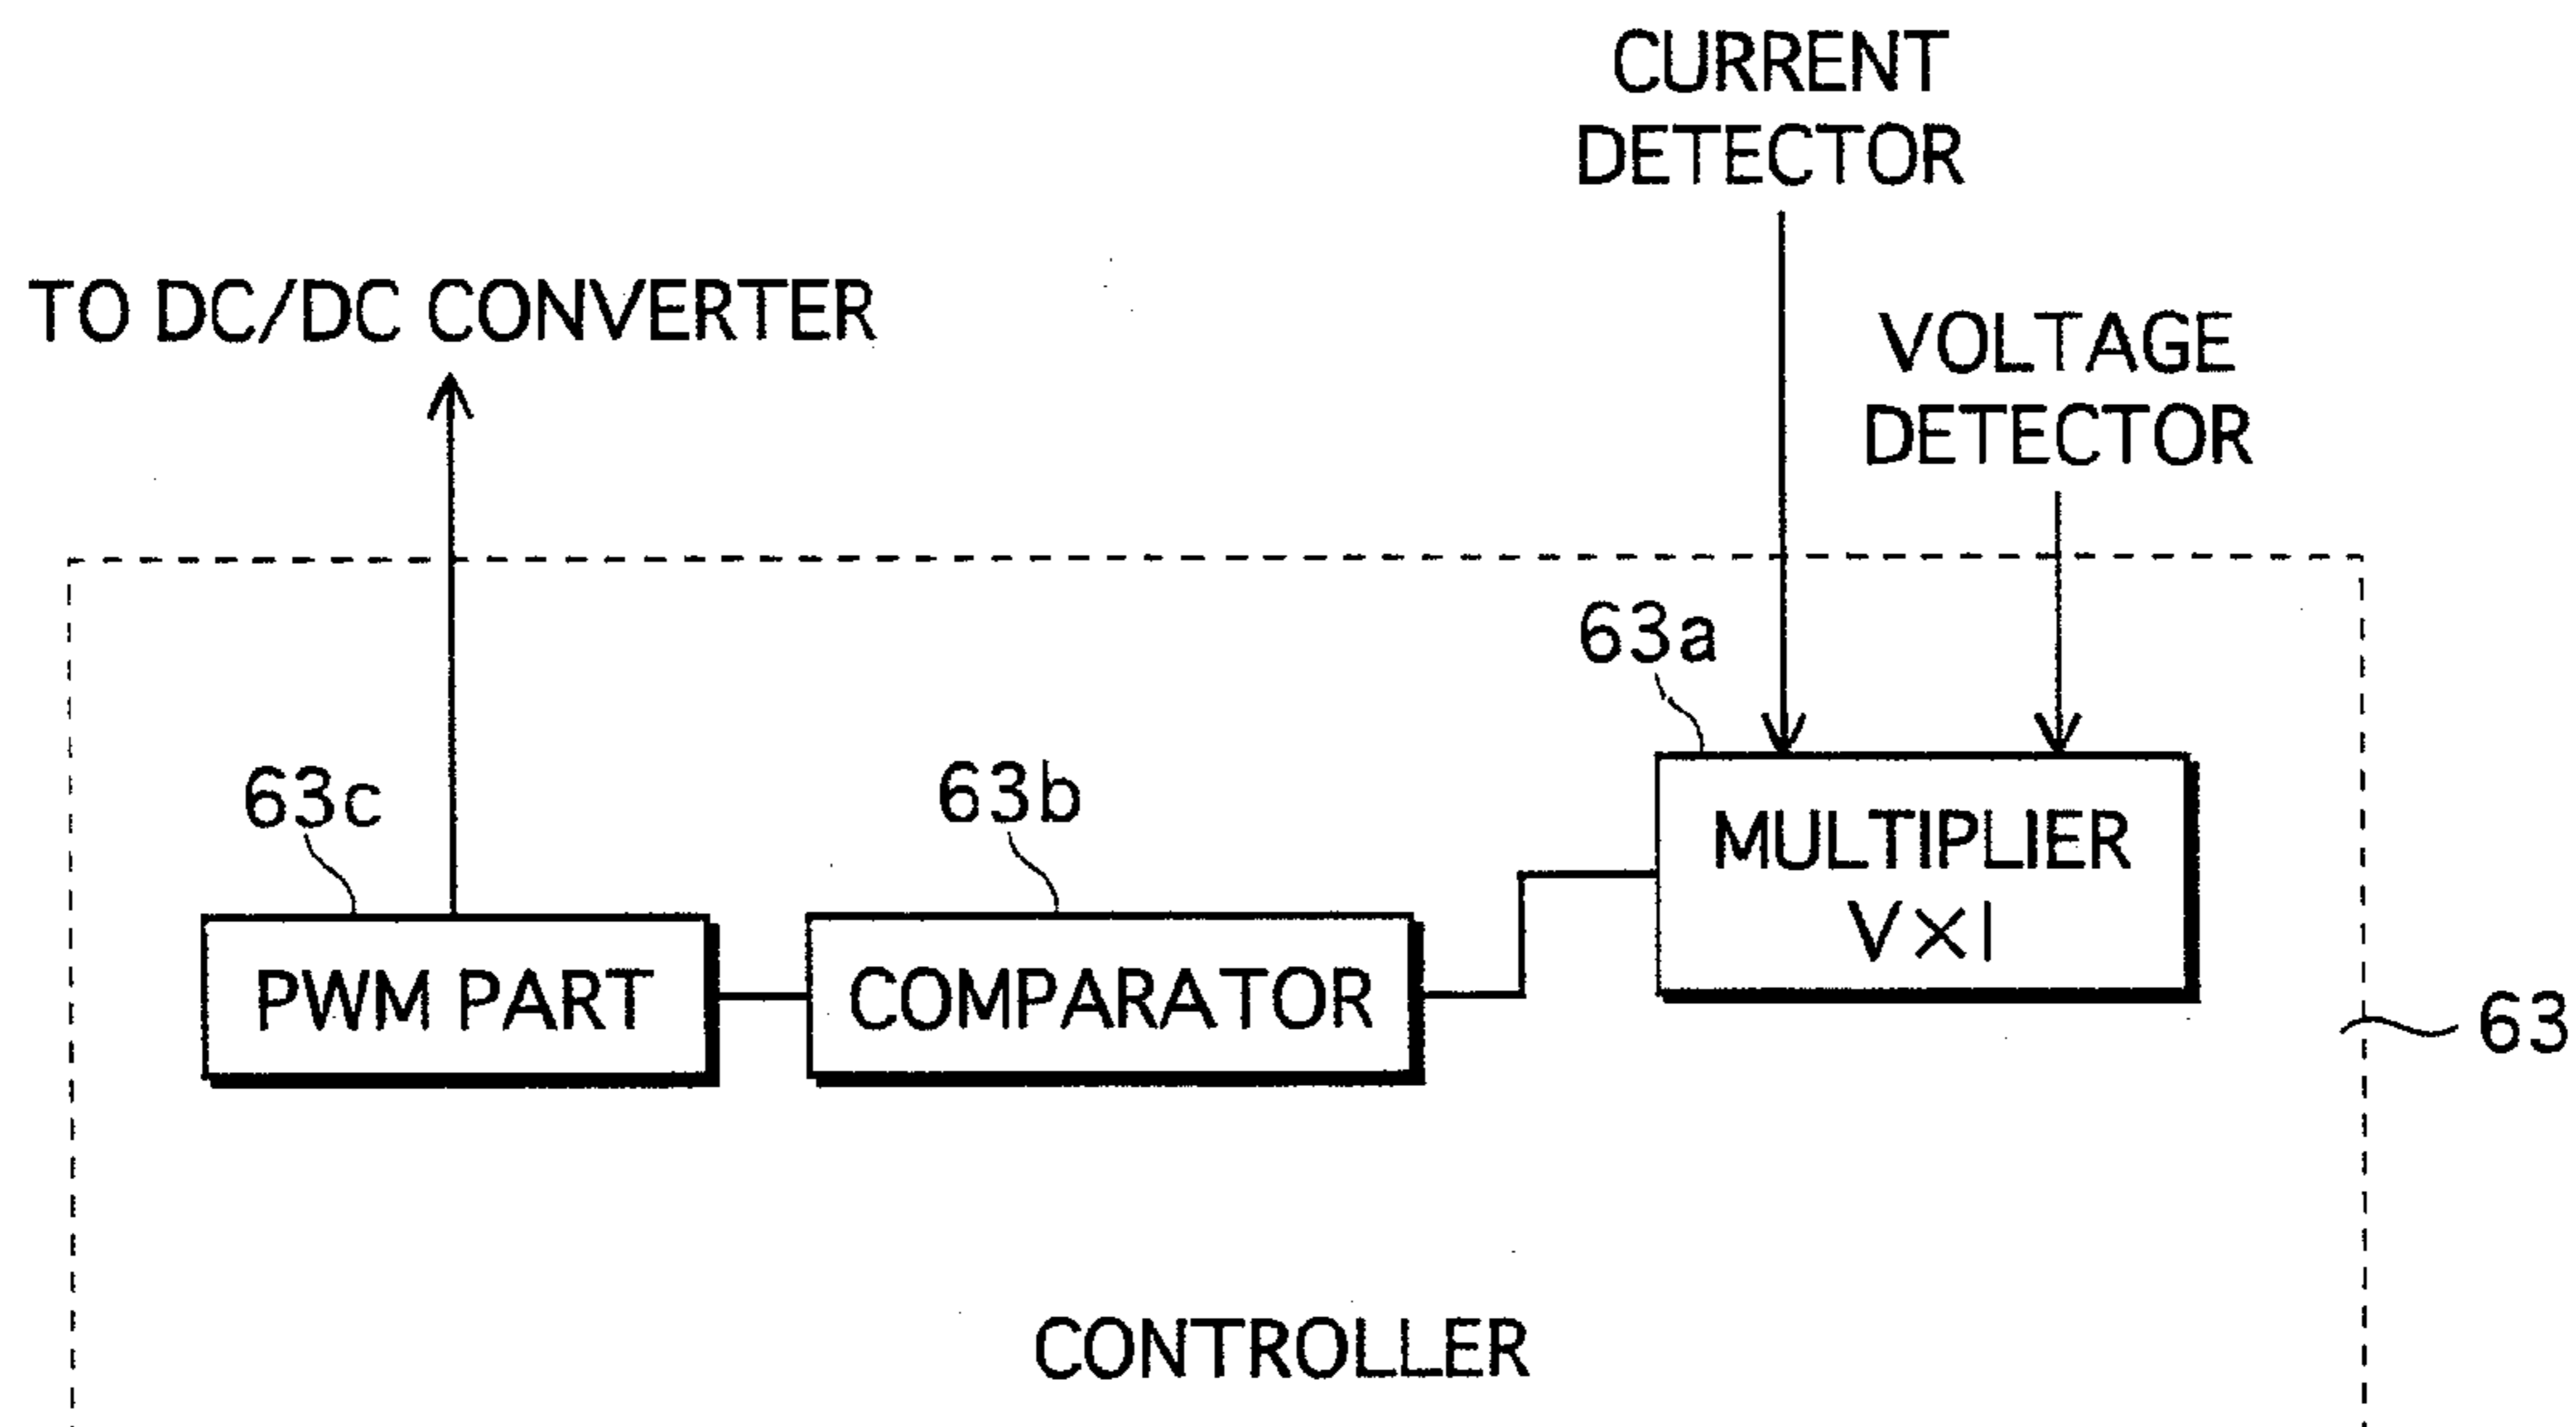 CURRENT
DETECTOR
TO DC/DC CONVERTER
VOLTAGE
DETECTOR
63a
63c
63b
MULTIPLIER
V×I
PWM PART
COMPARATOR
63
CONTROLLER